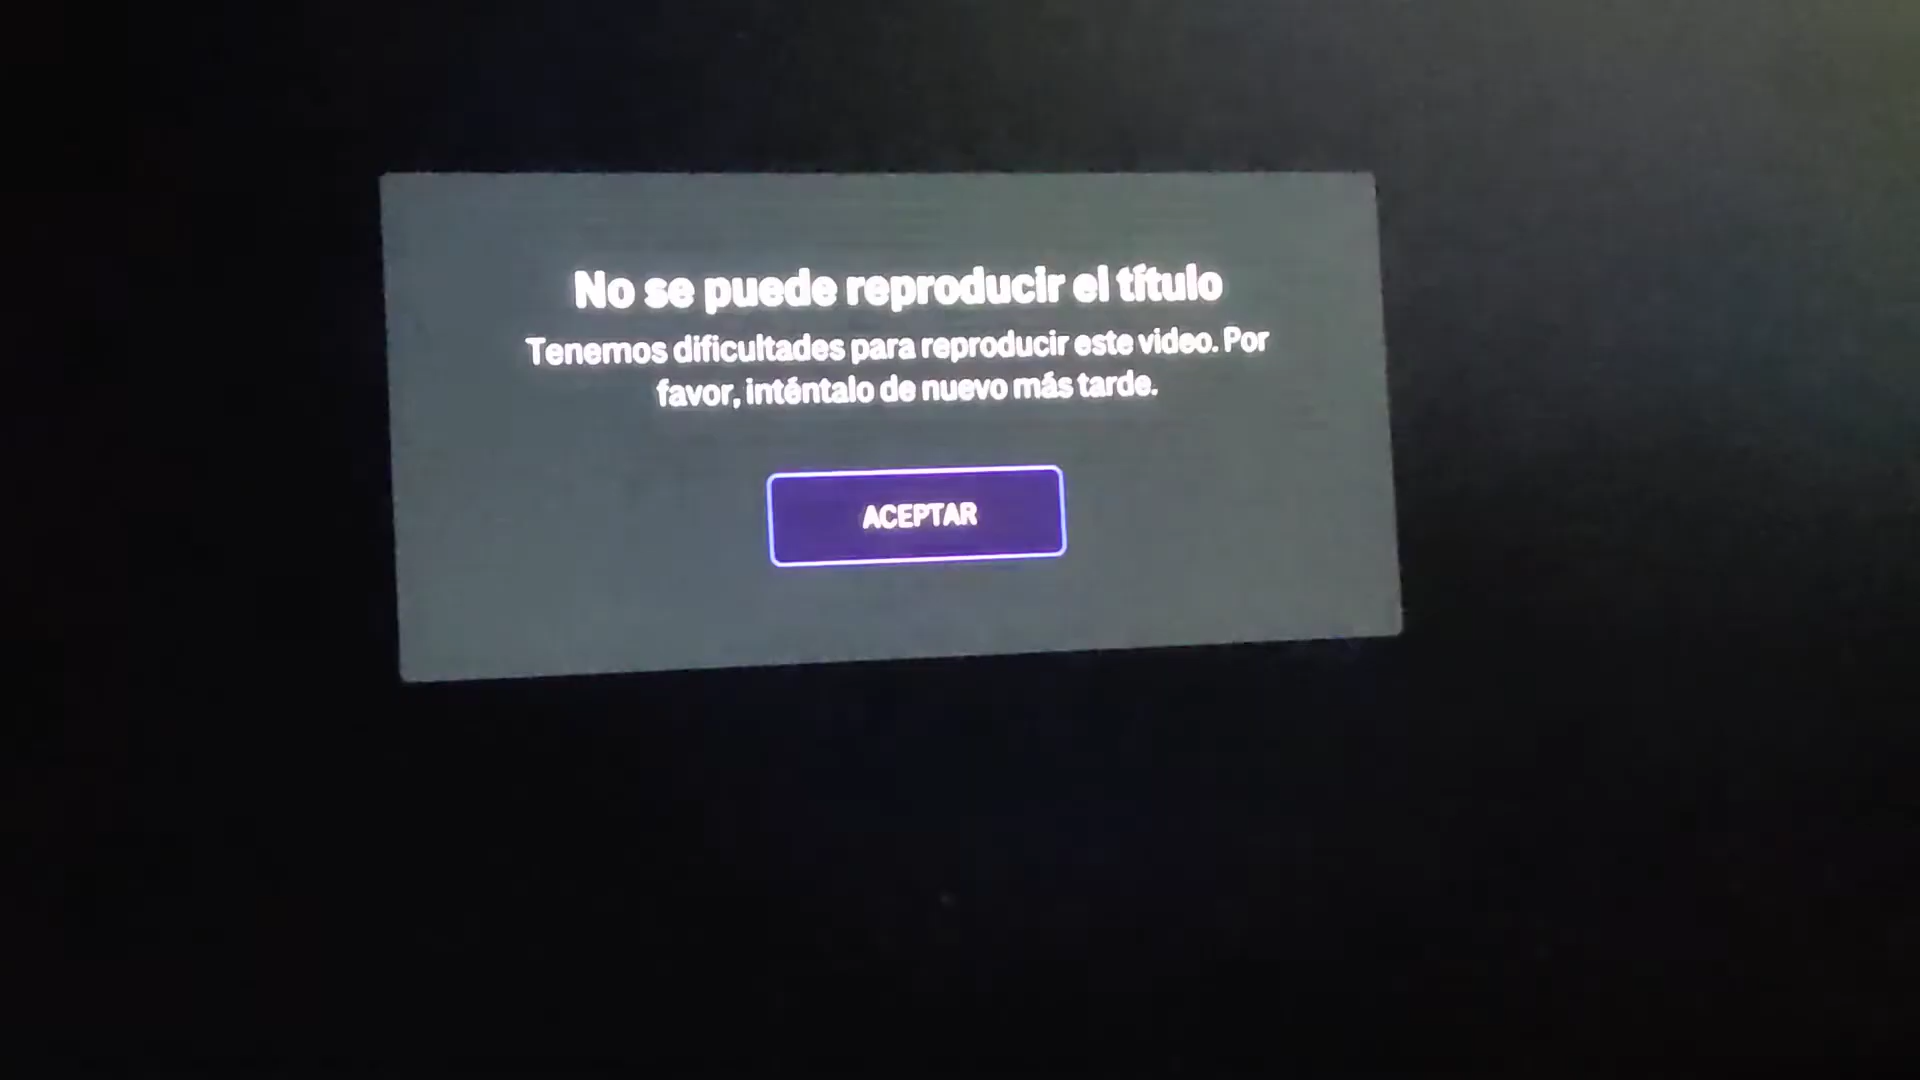 No se puede reproducir el título
Tenemos dificultades para reproducir este video. Por
favor, inténtalo de nuevo más tarde.
ACEPTAR